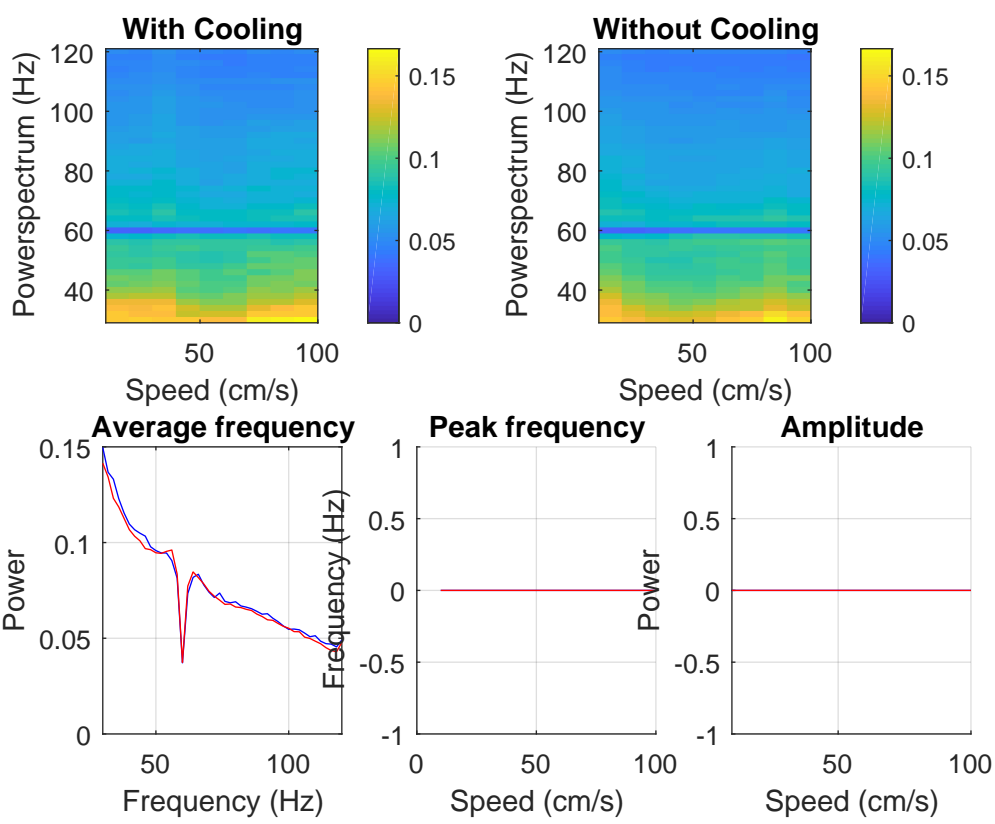 With Cooling
Powerspectrum (Hz)
120
100
80
60
40
50
100
Speed (cm/s)
0.15
0.1
0.05
0
Without Cooling
Powerspectrum (Hz)
120
100
80
60
40
50
100
Speed (cm/s)
0.15
0.1
0.05
0
Average frequency
Power
0.15
0.1
0.05
0
50
100
Frequency (Hz)
Peak frequency
Frequency (Hz)
1
0.5
0
-0.5
-1
0
50
100
Speed (cm/s)
Amplitude
Power
1
0.5
0
-0.5
-1
50
100
Speed (cm/s)